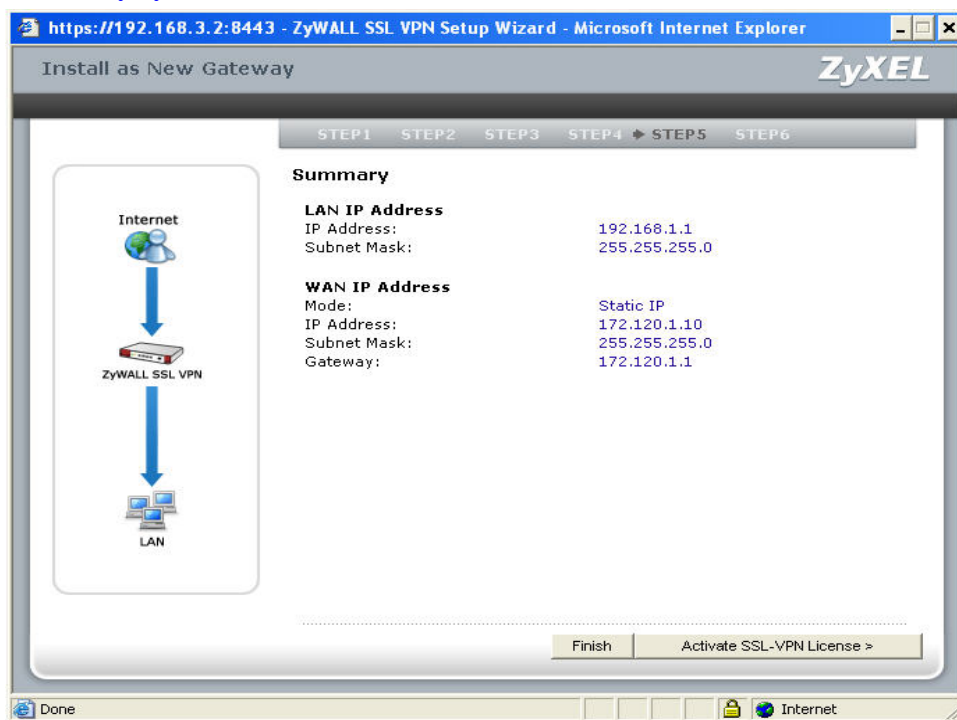 https://192.168.3.2:8443 - ZyWALL SSL VPN Setup Wizard - Microsoft Internet Explorer
Install as New Gateway
ZyXEL
STEP1 STEP2 STEP3 STEP4 STEP5 STEP6
Summary
LAN IP Address
IP Address: 192.168.1.1
Subnet Mask: 255.255.255.0
WAN IP Address
Mode: Static IP
IP Address: 172.120.1.10
Subnet Mask: 255.255.255.0
Gateway: 172.120.1.1
Internet
ZyWALL SSL VPN
LAN
Finish
Activate SSL-VPN License >
Done
Internet